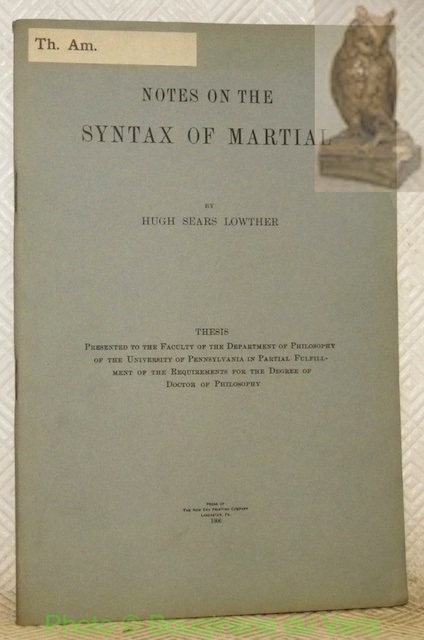 Th. Am.
NOTES ON THE
SYNTAX OF MARTIAL
BY
HUGH SEARS LOWTHER
THESIS
PRESENTED TO THE FACULTY OF THE DEPARTMENT OF PHILOSOPHY
OF THE UNIVERSITY OF PENNSYLVANIA IN PARTIAL FULFILL-
MENT OF THE REQUIREMENTS FOR THE DEGREE OF
DOCTOR OF PHILOSOPHY
PRESS OF
THE NEW ERA PRINTING COMPANY
LANCASTER, PA.
1906
Photo © Bouquinerie du Varis